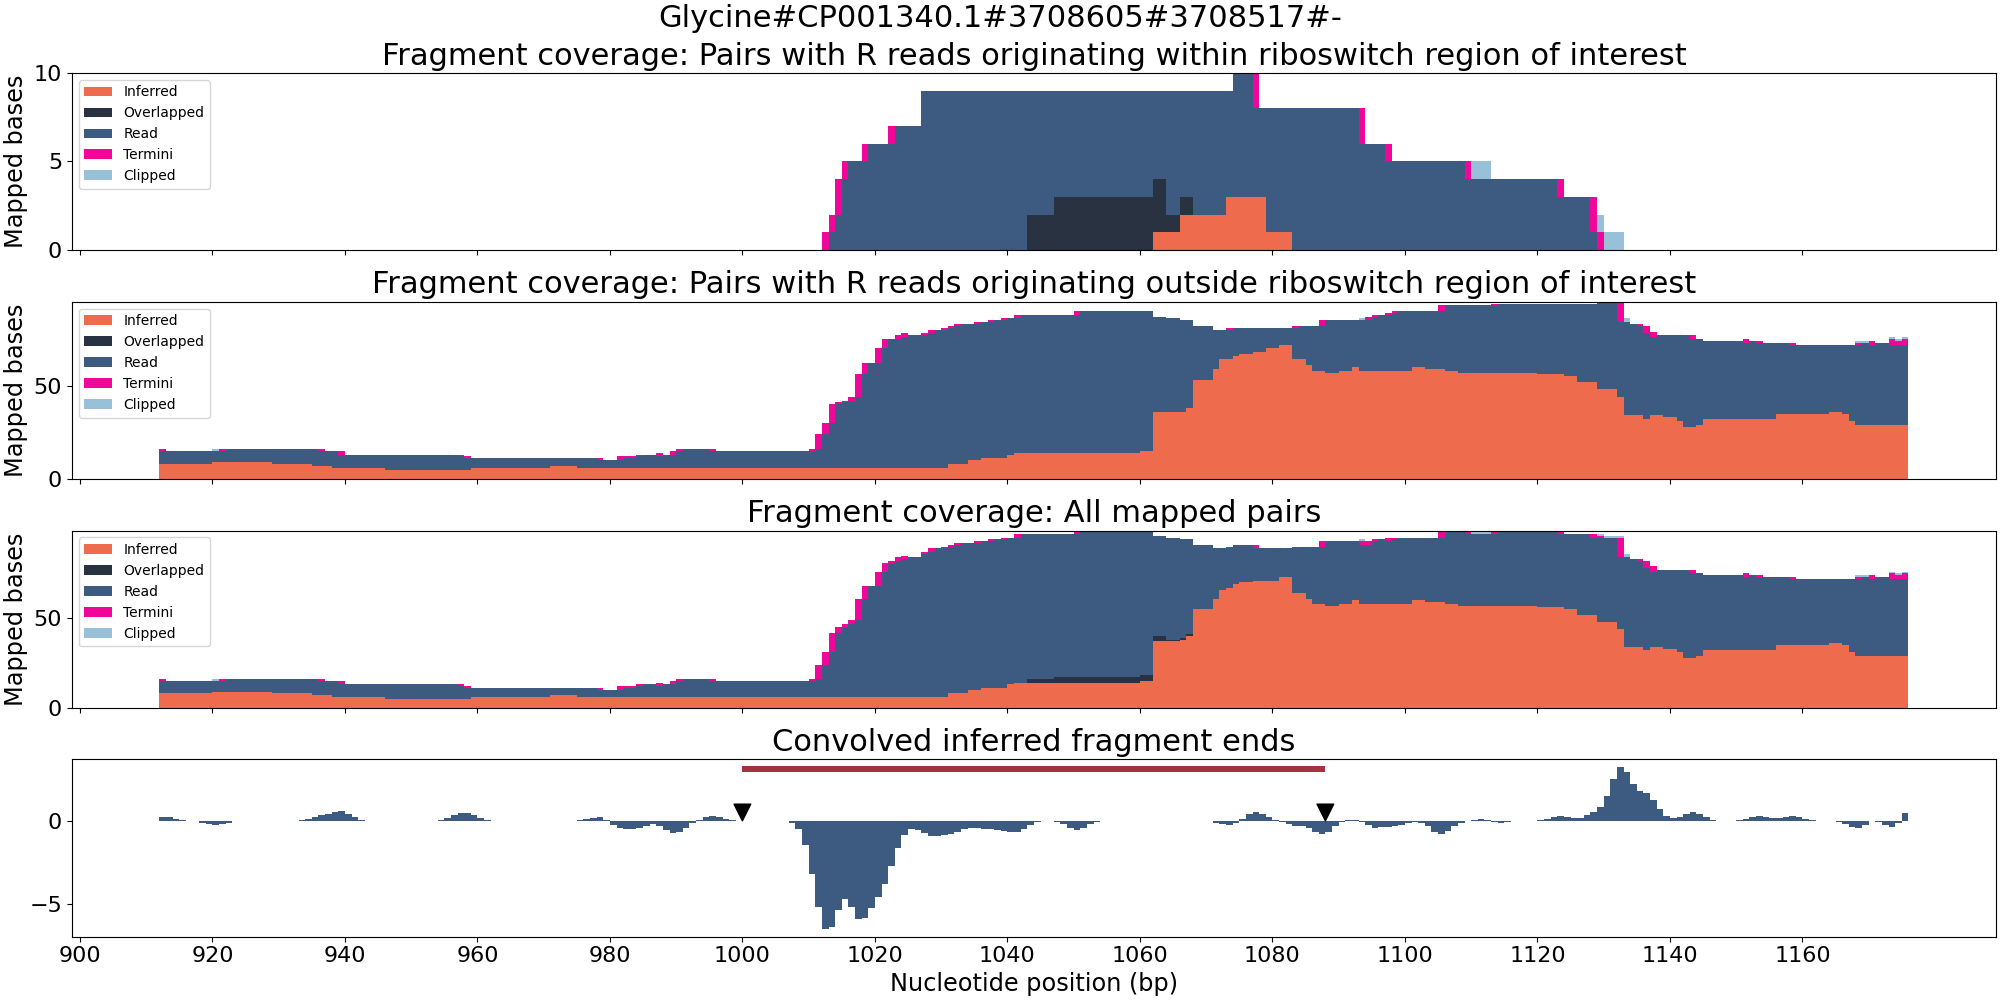 Glycine#CP001340.1#3708605#3708517#-
Fragment coverage: Pairs with R reads originating within riboswitch region of interest
Mapped bases
10
5
0
Inferred
Overlapped
Read
Termini
Clipped
Fragment coverage: Pairs with R reads originating outside riboswitch region of interest
Mapped bases
50
0
Inferred
Overlapped
Read
Termini
Clipped
Fragment coverage: All mapped pairs
Mapped bases
50
0
Inferred
Overlapped
Read
Termini
Clipped
Convolved inferred fragment ends
0
−5
900 920 940 960 980 1000 1020 1040 1060 1080 1100 1120 1140 1160
Nucleotide position (bp)